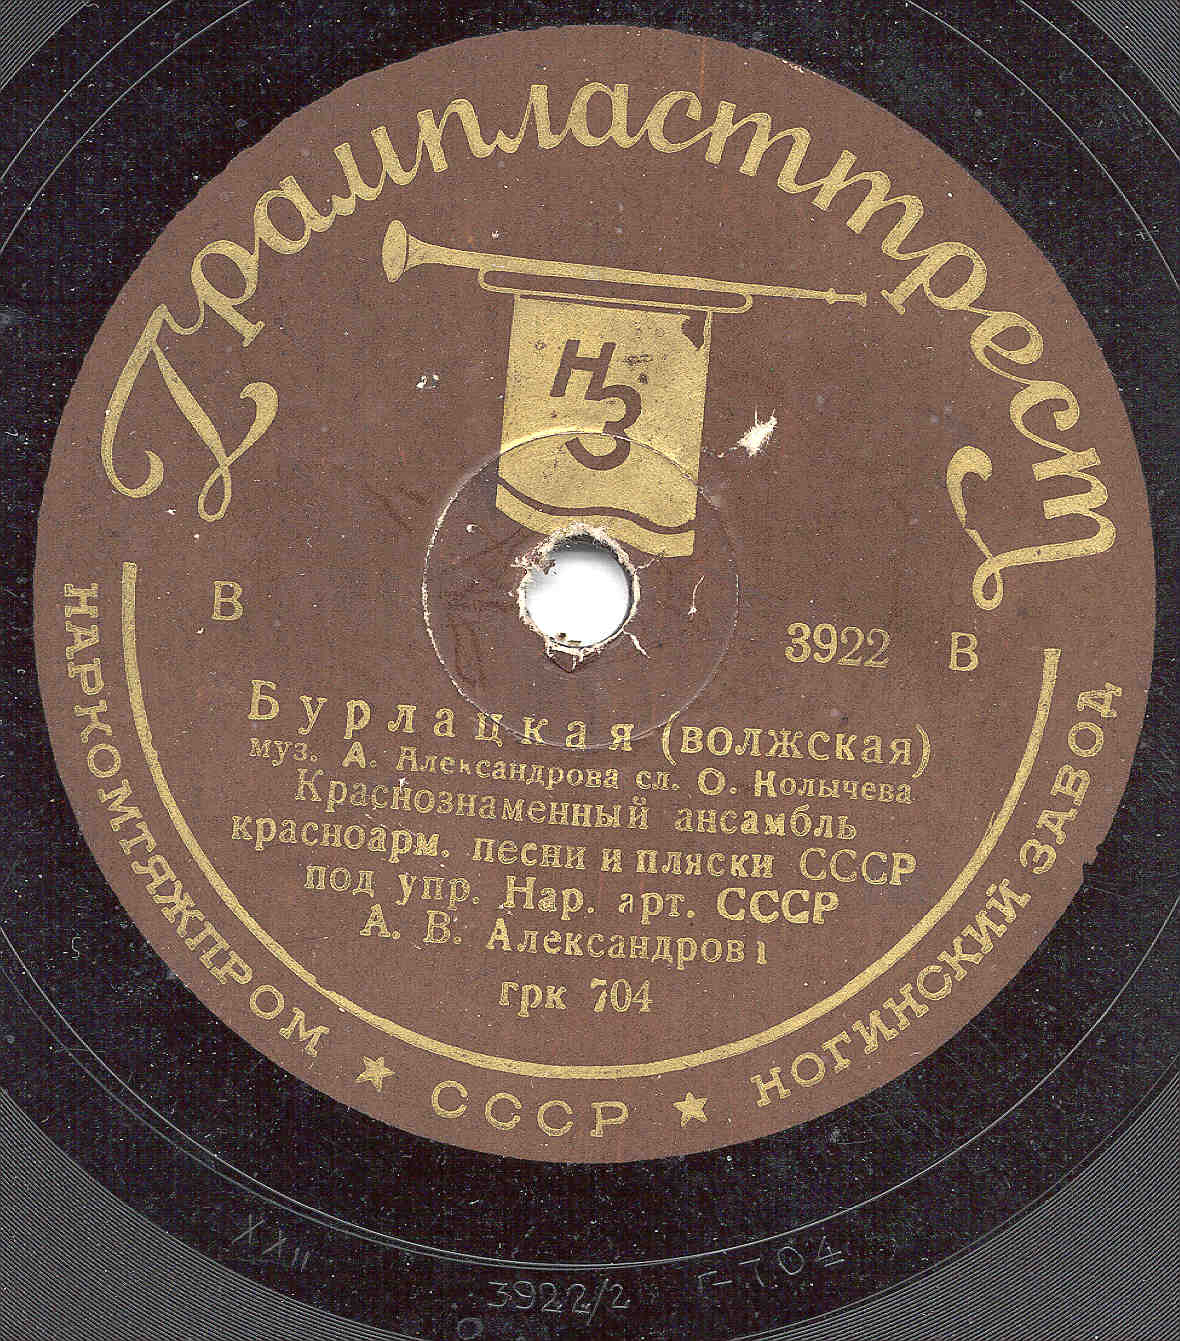 Грампласттрест
НЗ
В
3922 В
Бурлацкая (волжская)
муз. А. Александрова сл. О. Колычева
Краснознаменный ансамбль
красноарм. песни и пляски СССР
под упр. Нар. арт. СССР
А. В. Александрова
грк 704
НАРКОМТЯЖПРОМ ★ СССР ★ НОГИНСКИЙ ЗАВОД
XXII 3922/2 Г-704